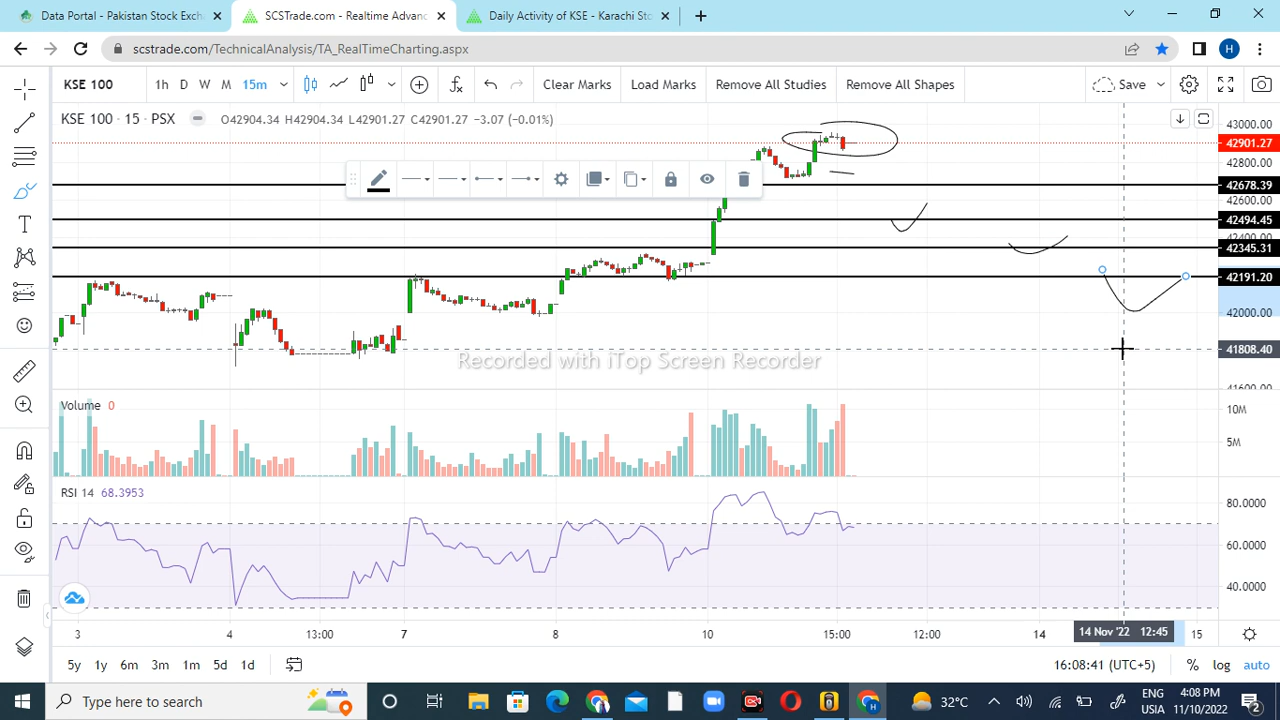 Data Portal - Pakistan Stock Exch
SCSTrade.com - Realtime Advanc
Daily Activity of KSE - Karachi Sto
scstrade.com/TechnicalAnalysis/TA_RealTimeCharting.aspx
H
KSE 100
1h
D
W
M
15m
Clear Marks
Load Marks
Remove All Studies
Remove All Shapes
Save
KSE 100 · 15 · PSX
O42904.34 H42904.34 L42901.27 C42901.27 −3.07 (−0.01%)
43000.00
42901.27
42800.00
42678.39
42600.00
42494.45
42400.00
42345.31
42191.20
42000.00
41808.40
41600.00
Recorded with iTop Screen Recorder
Volume 0
10M
5M
RSI 14 68.3953
80.0000
60.0000
40.0000
3
4
13:00
7
8
10
15:00
12:00
14
14 Nov '22 12:45
15
5y
1y
6m
3m
1m
5d
1d
16:08:41 (UTC+5)
%
log
auto
Type here to search
32°C
ENG
USIA
4:08 PM
11/10/2022
2